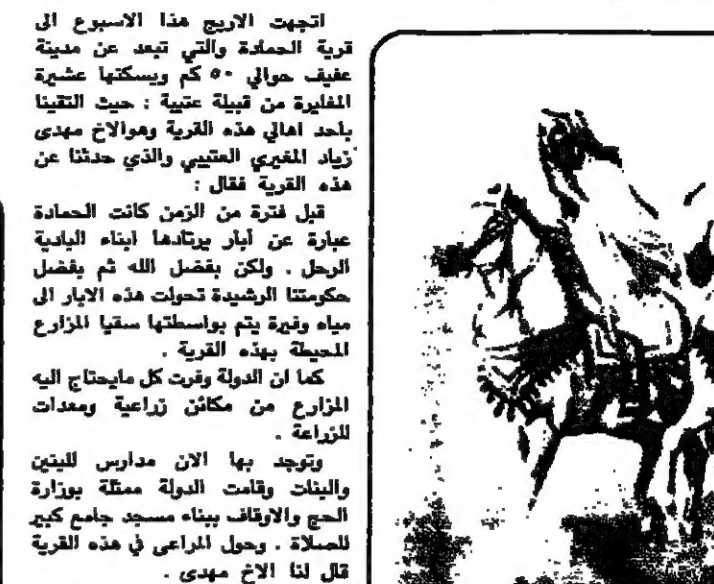 اتجهت الاريج هذا الاسبوع الى
قرية الحمادة والتي تبعد عن مدينة
عفيف حوالي ٥٠ كم ويسكنها عشيرة
المغايرة من قبيلة عتيبة : حيث التقينا
بأحد اهالي هذه القرية وهوالاخ مهدى
زياد المغيري العتيبي والذي حدثنا عن
هذه القرية فقال :
قبل فترة من الزمن كانت الحمادة
عبارة عن آبار يرتادها ابناء البادية
الرحل . ولكن بفضل الله ثم بفضل
حكومتنا الرشيدة تحولت هذه الابار الى
مياه وفيرة يتم بواسطتها سقيا المزارع
المحيطة بهذه القرية .
كما ان الدولة وفرت كل مايحتاج اليه
المزارع من مكائن زراعية ومعدات
للزراعة .
وتوجد بها الان مدارس للبنين
والبنات وقامت الدولة ممثلة بوزارة
الحج والاوقاف ببناء مسجد جامع كبير
للصلاة . وحول المراعى في هذه القرية
قال لنا الاخ مهدى .